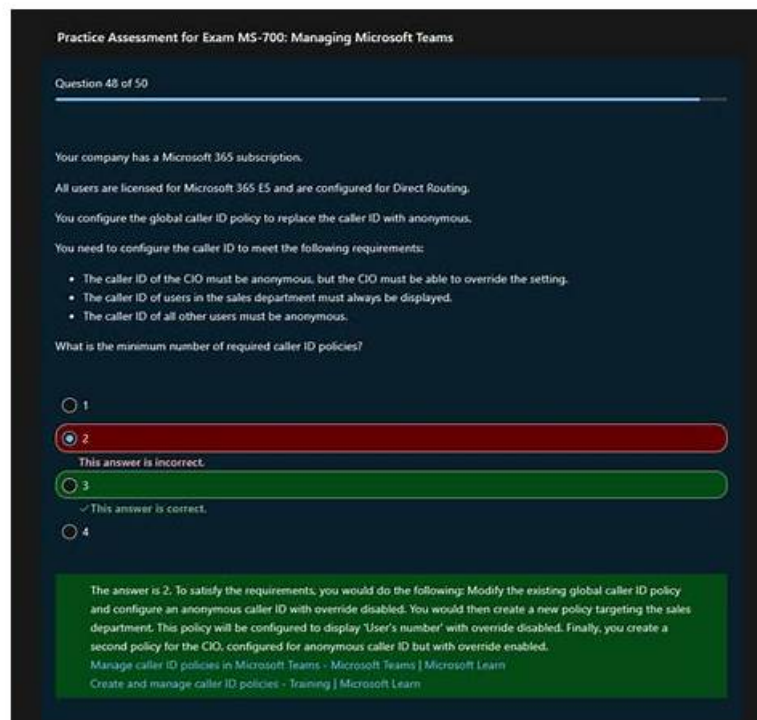 Practice Assessment for Exam MS-700: Managing Microsoft Teams
Question 48 of 50
Your company has a Microsoft 365 subscription.
All users are licensed for Microsoft 365 E5 and are configured for Direct Routing.
You configure the global caller ID policy to replace the caller ID with anonymous.
You need to configure the caller ID to meet the following requirements:
• The caller ID of the CIO must be anonymous, but the CIO must be able to override the setting.
• The caller ID of users in the sales department must always be displayed.
• The caller ID of all other users must be anonymous.
What is the minimum number of required caller ID policies?
1
2
This answer is incorrect.
3
✓This answer is correct.
4
The answer is 2. To satisfy the requirements, you would do the following: Modify the existing global caller ID policy
and configure an anonymous caller ID with override disabled. You would then create a new policy targeting the sales
department. This policy will be configured to display 'User's number' with override disabled. Finally, you create a
second policy for the CIO, configured for anonymous caller ID but with override enabled.
Manage caller ID policies in Microsoft Teams - Microsoft Teams | Microsoft Learn
Create and manage caller ID policies - Training | Microsoft Learn